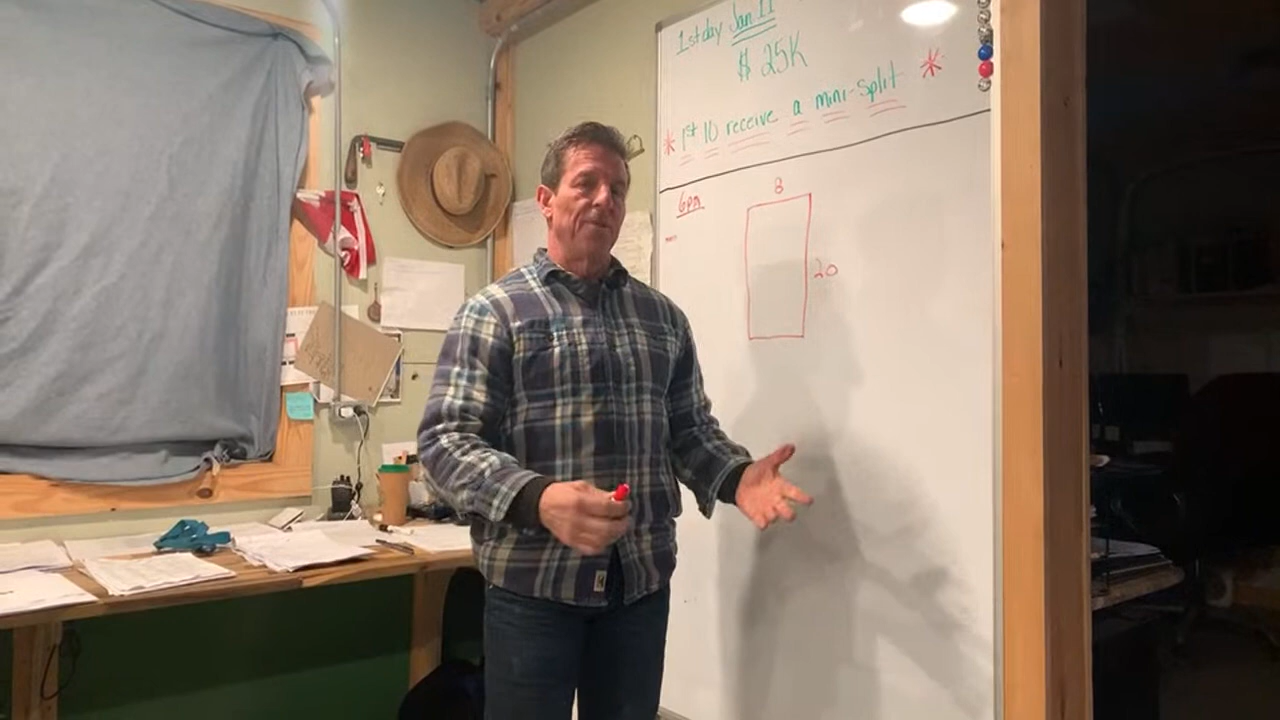 1st day Jan 11
$ 25K
* 1st 10 receive a mini-split *
6pm
8
20